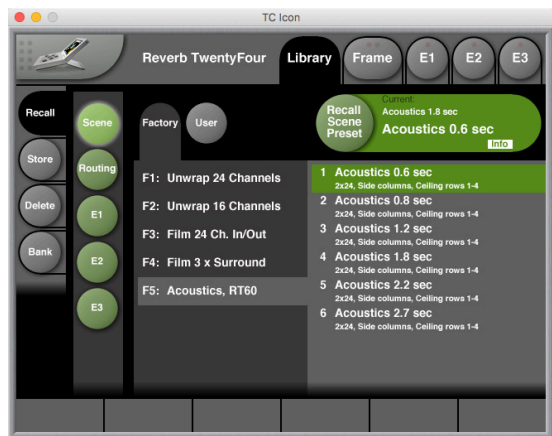 TC Icon
Reverb TwentyFour
Library
Frame
E1
E2
E3
Recall
Store
Delete
Bank
Scene
Routing
E1
E2
E3
Factory
User
Recall
Scene
Preset
Current:
Acoustics 1.8 sec
Acoustics 0.6 sec
Info
F1: Unwrap 24 Channels
F2: Unwrap 16 Channels
F3: Film 24 Ch. In/Out
F4: Film 3 x Surround
F5: Acoustics, RT60
1 Acoustics 0.6 sec
2x24, Side columns, Ceiling rows 1-4
2 Acoustics 0.8 sec
2x24, Side columns, Ceiling rows 1-4
3 Acoustics 1.2 sec
2x24, Side columns, Ceiling rows 1-4
4 Acoustics 1.8 sec
2x24, Side columns, Ceiling rows 1-4
5 Acoustics 2.2 sec
2x24, Side columns, Ceiling rows 1-4
6 Acoustics 2.7 sec
2x24, Side columns, Ceiling rows 1-4